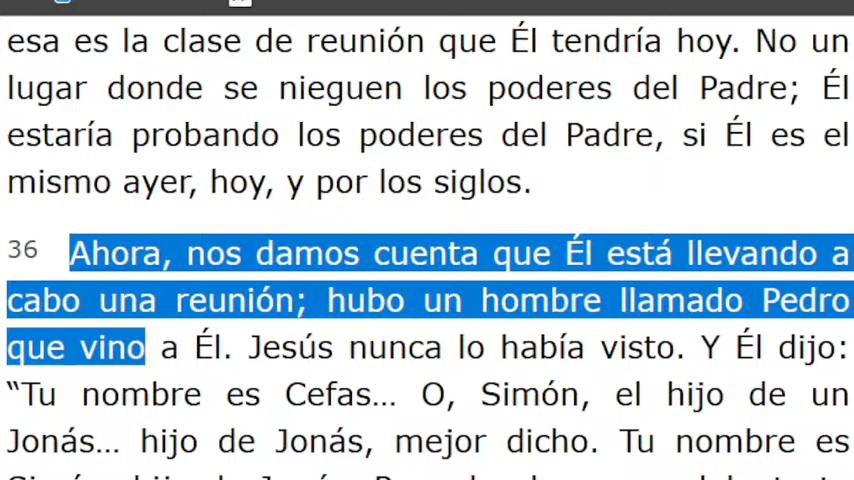 esa es la clase de reunión que Él tendría hoy. No un
lugar donde se nieguen los poderes del Padre; Él
estaría probando los poderes del Padre, si Él es el
mismo ayer, hoy, y por los siglos.
36 Ahora, nos damos cuenta que Él está llevando a
cabo una reunión; hubo un hombre llamado Pedro
que vino a Él. Jesús nunca lo había visto. Y Él dijo:
“Tu nombre es Cefas… O, Simón, el hijo de un
Jonás… hijo de Jonás, mejor dicho. Tu nombre es